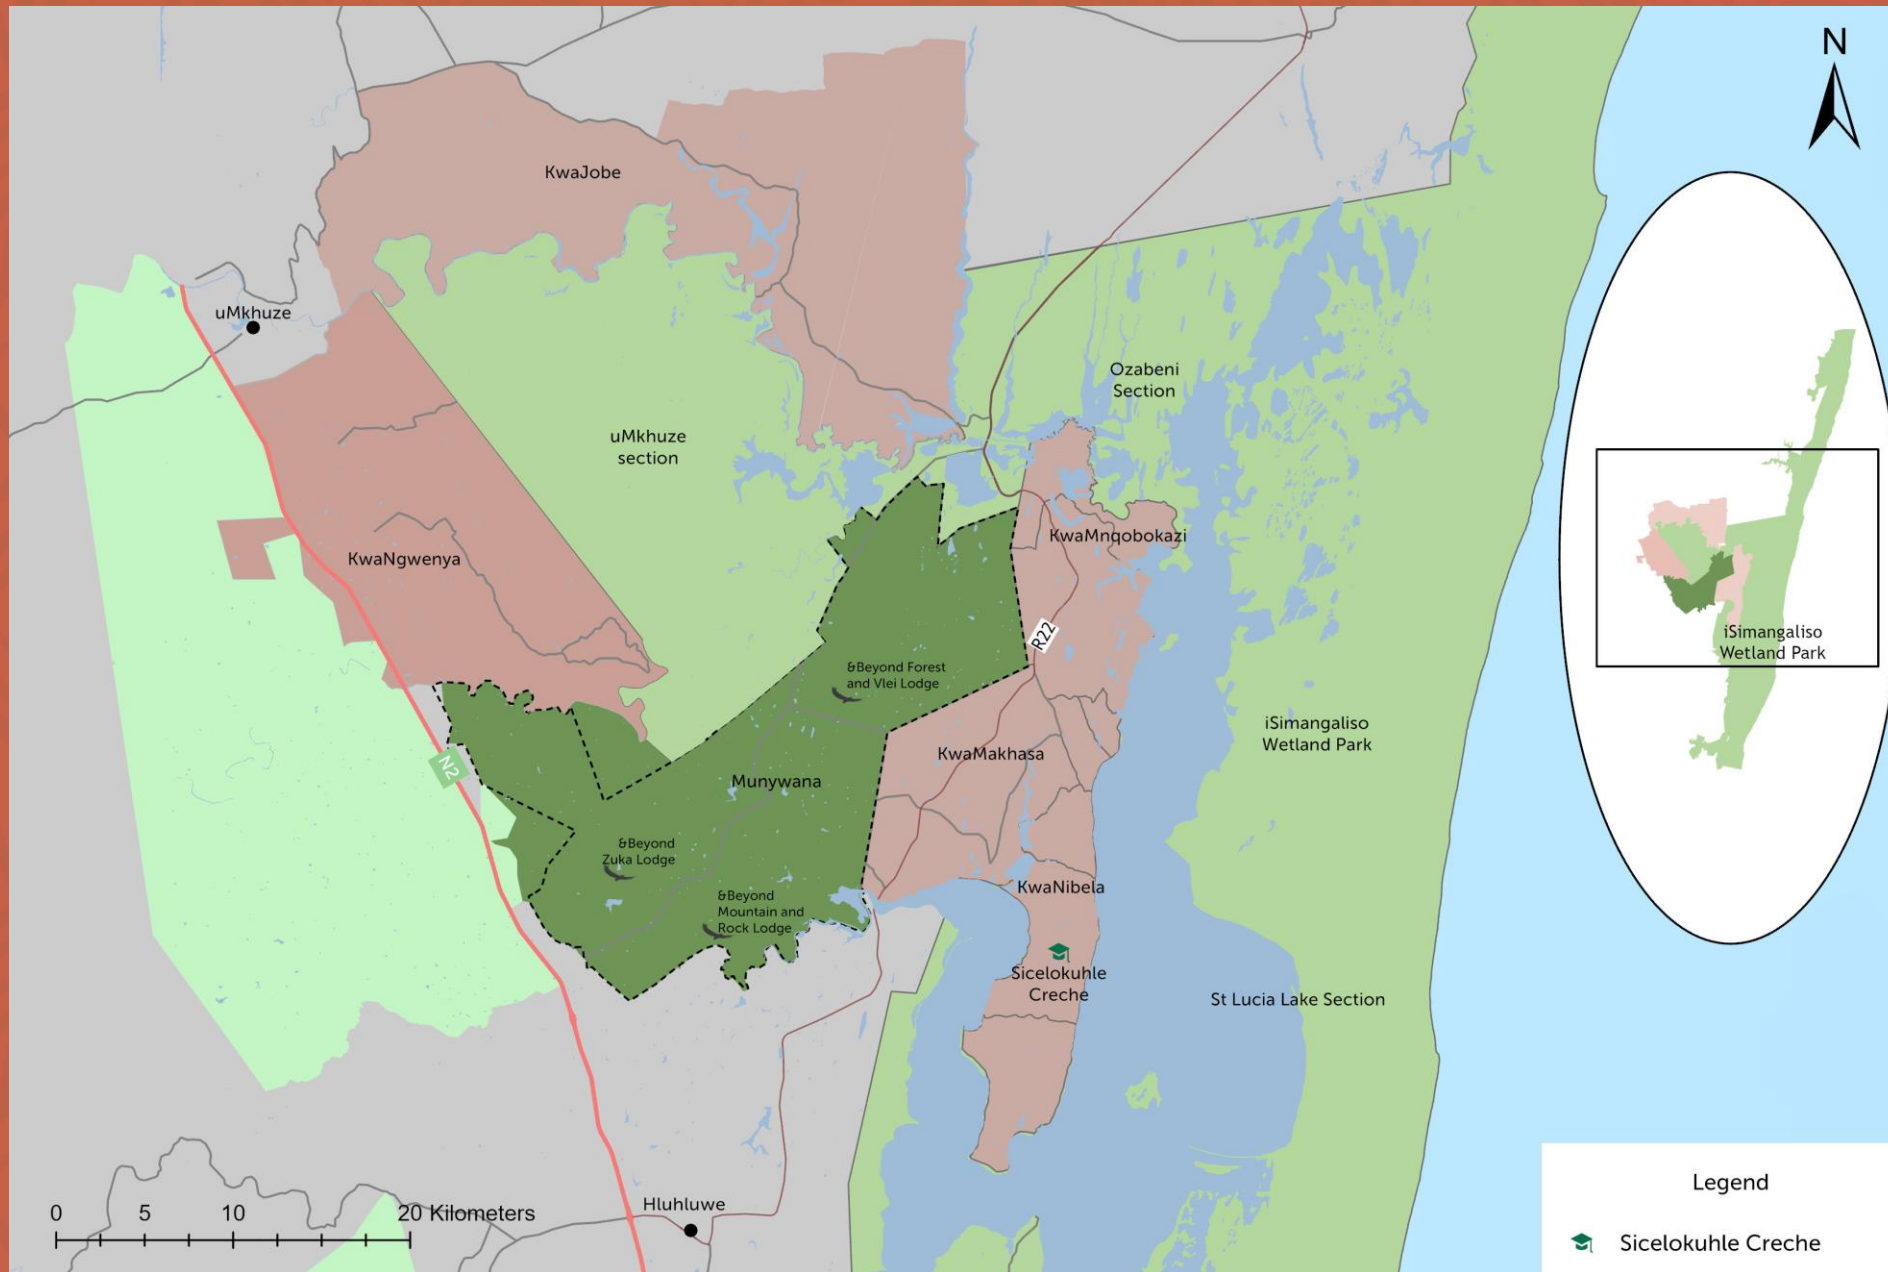 N
KwaJobe
uMkhuze
Ozabeni
Section
uMkhuze
section
KwaMnqobokazi
KwaNgwenya
R22
iSimangaliso
Wetland Park
&Beyond Forest
and Vlei Lodge
iSimangaliso
Wetland Park
KwaMakhasa
N2
Munywana
&Beyond
Zuka Lodge
KwaNibela
&Beyond
Mountain and
Rock Lodge
Sicelokuhle
Creche
St Lucia Lake Section
Hluhluwe
0 5 10 20 Kilometers
Legend
Sicelokuhle Creche